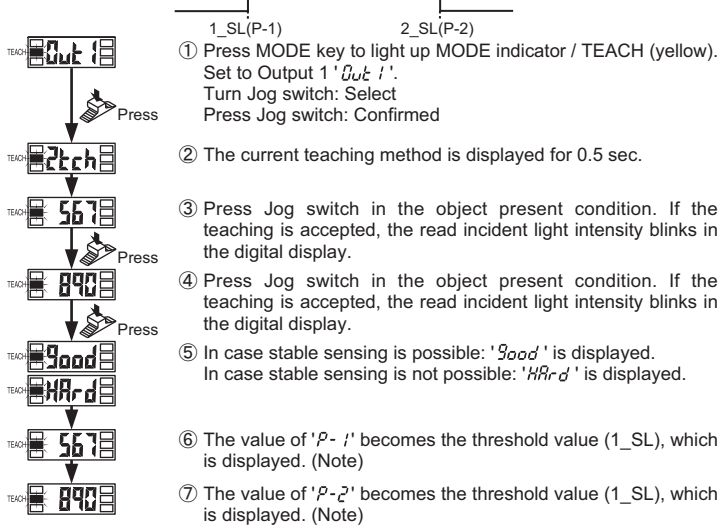 1_SL(P-1) 2_SL(P-2)
TEACH Out 1
① Press MODE key to light up MODE indicator / TEACH (yellow).
Set to Output 1 ' Out 1 '.
Turn Jog switch: Select
Press Press Jog switch: Confirmed
TEACH 2tch
② The current teaching method is displayed for 0.5 sec.
TEACH 567
③ Press Jog switch in the object present condition. If the
teaching is accepted, the read incident light intensity blinks in
the digital display.
Press
TEACH 890
④ Press Jog switch in the object present condition. If the
teaching is accepted, the read incident light intensity blinks in
the digital display.
Press
TEACH good
⑤ In case stable sensing is possible: ' good ' is displayed.
In case stable sensing is not possible: ' HArd ' is displayed.
TEACH HArd
TEACH 567
⑥ The value of ' P-1' becomes the threshold value (1_SL), which
is displayed. (Note)
TEACH 890
⑦ The value of ' P-2' becomes the threshold value (1_SL), which
is displayed. (Note)